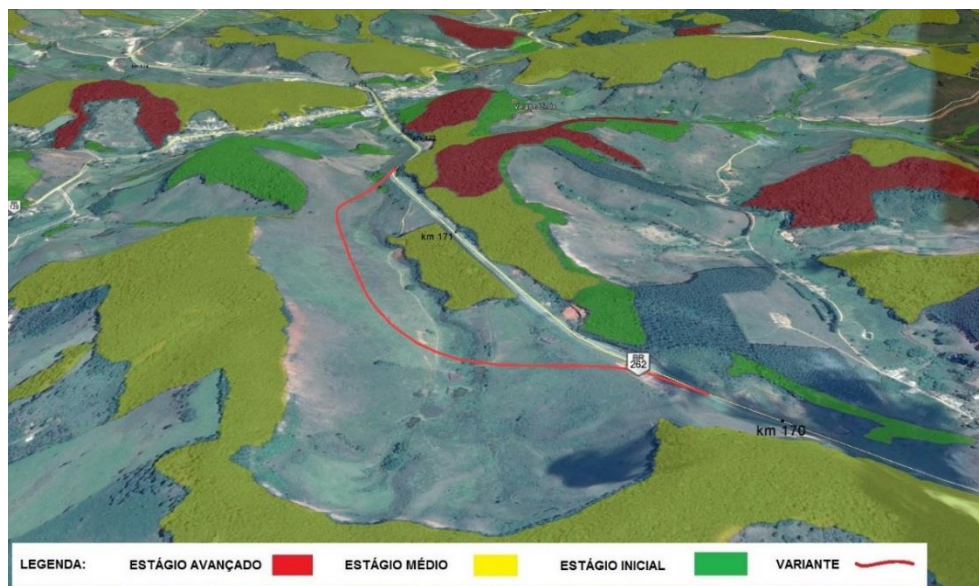 km 171
BR
262
km 170
LEGENDA: ESTÁGIO AVANÇADO ESTÁGIO MÉDIO ESTÁGIO INICIAL VARIANTE